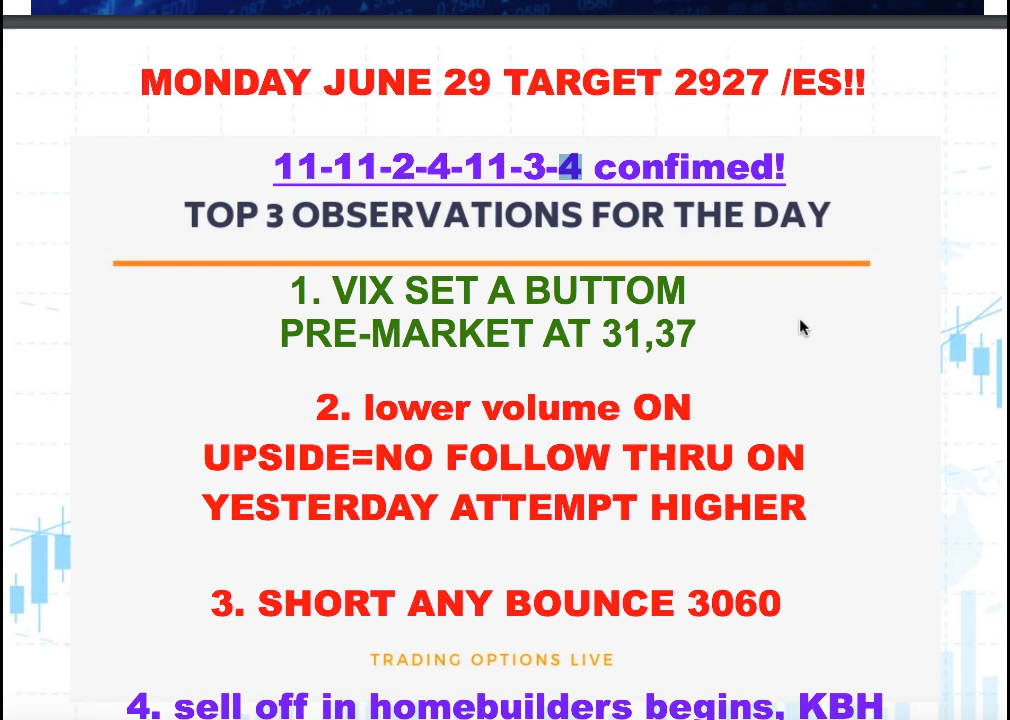 MONDAY JUNE 29 TARGET 2927 /ES!!
11-11-2-4-11-3-4 confimed!
TOP 3 OBSERVATIONS FOR THE DAY
1. VIX SET A BUTTOM
PRE-MARKET AT 31,37
2. lower volume ON
UPSIDE=NO FOLLOW THRU ON
YESTERDAY ATTEMPT HIGHER
3. SHORT ANY BOUNCE 3060
TRADING OPTIONS LIVE
4. sell off in homebuilders begins, KBH